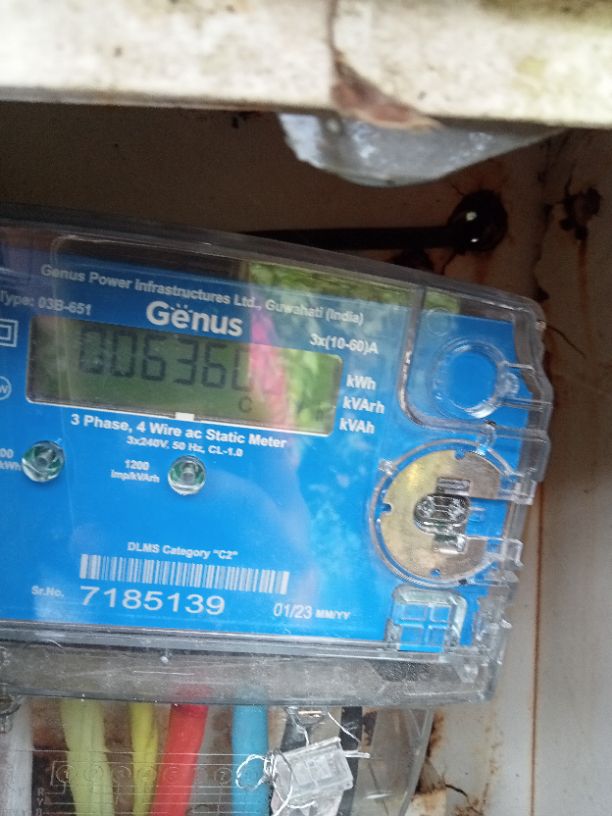 Genus Power Infrastructures Ltd., Guwahati (India)
Type: 03B-651
Genus
3x(10-60)A
kWh
kVArh
kVAh
C
3 Phase, 4 Wire ac Static Meter
3x240V, 50 Hz, CL-1.0
1200
imp/kVArh
DLMS Category "C2"
Sr.No. 7185139 01/23 MM/YY